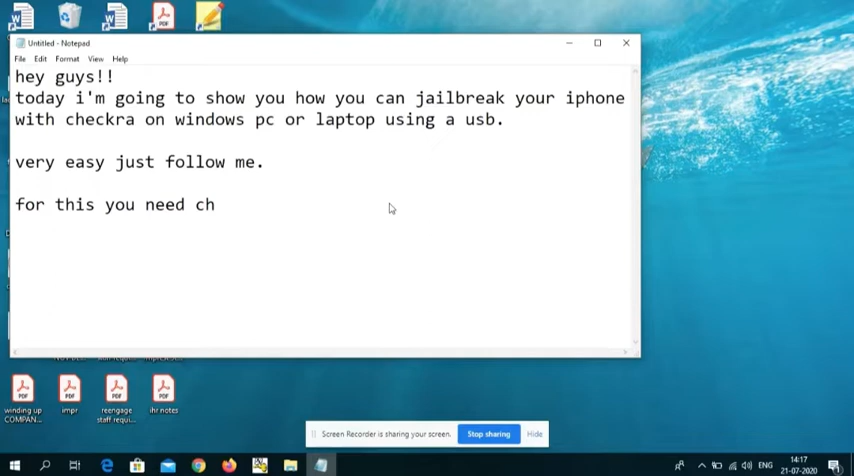 Untitled - Notepad
File Edit Format View Help
hey guys!!
today i'm going to show you how you can jailbreak your iphone
with checkra on windows pc or laptop using a usb.
very easy just follow me.
for this you need ch
winding up COMPAN...
impr
reengage staff requi...
ihr notes
Screen Recorder is sharing your screen. Stop sharing Hide
ENG
14:17
21-07-2020